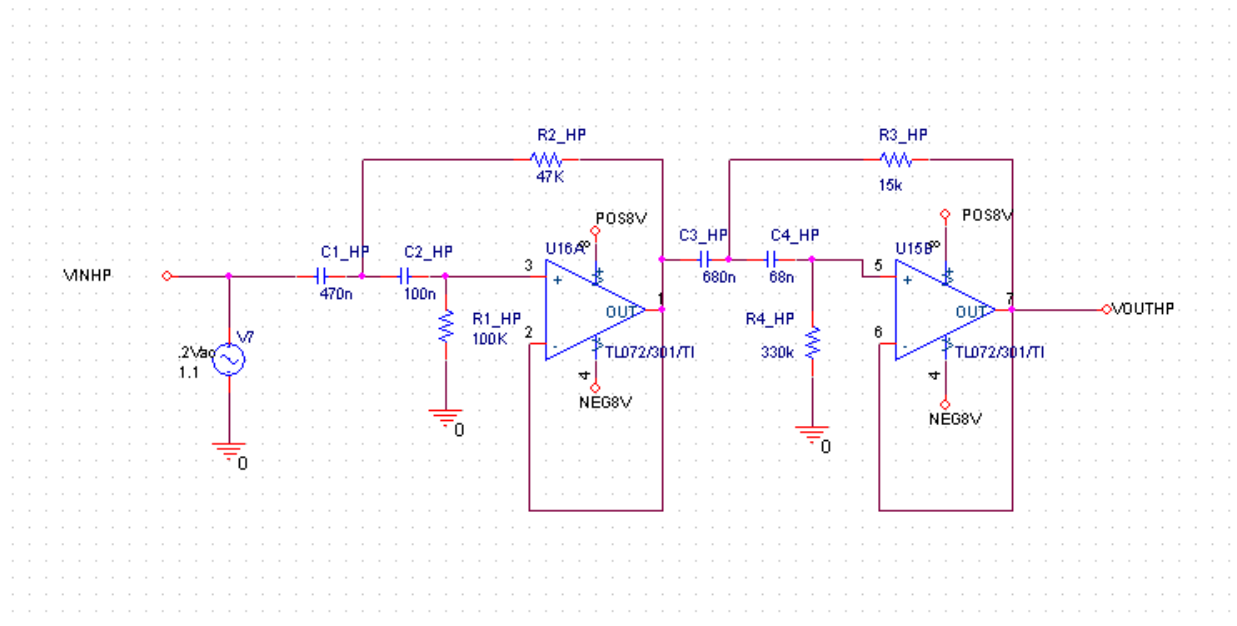 R2_HP
47K
R3_HP
15k
POS8V
POS8V
C1_HP
470n
C2_HP
100n
U16A
8
3
+
+
C3_HP
680n
C4_HP
68n
U15B
8
5
+
+
VINHP
1
OUT
7
OUT
VOUTHP
R1_HP
100K
2
-
R4_HP
330k
6
-
V7
.2Vac
1.1
TL072/301/TI
TL072/301/TI
4
NEG8V
4
NEG8V
0
0
0